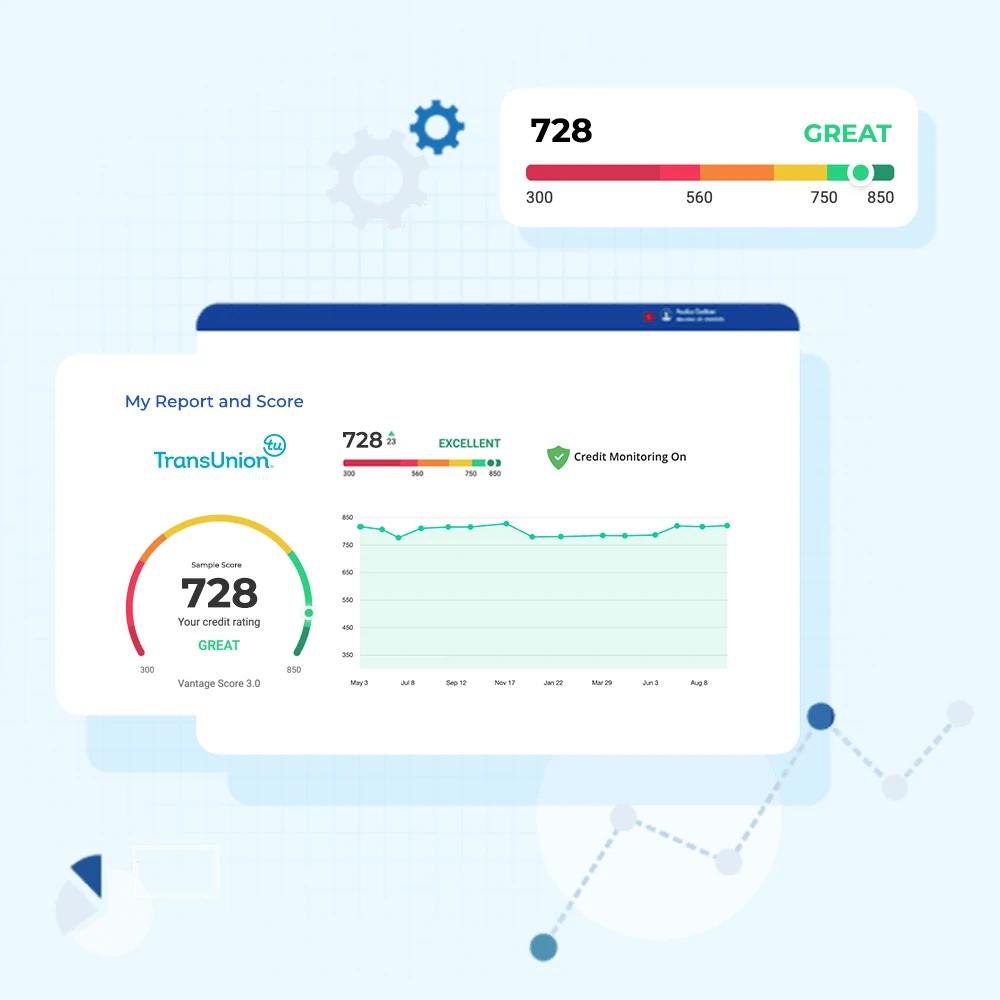 728
GREAT
300 560 750 850
My Report and Score
TransUnion
tu
728 23
EXCELLENT
300 560 750 850
Credit Monitoring On
Sample Score
728
Your credit rating
GREAT
300 850
Vantage Score 3.0
850
750
650
550
450
350
May 3 Jul 8 Sep 12 Nov 17 Jan 22 Mar 29 Jun 3 Aug 8